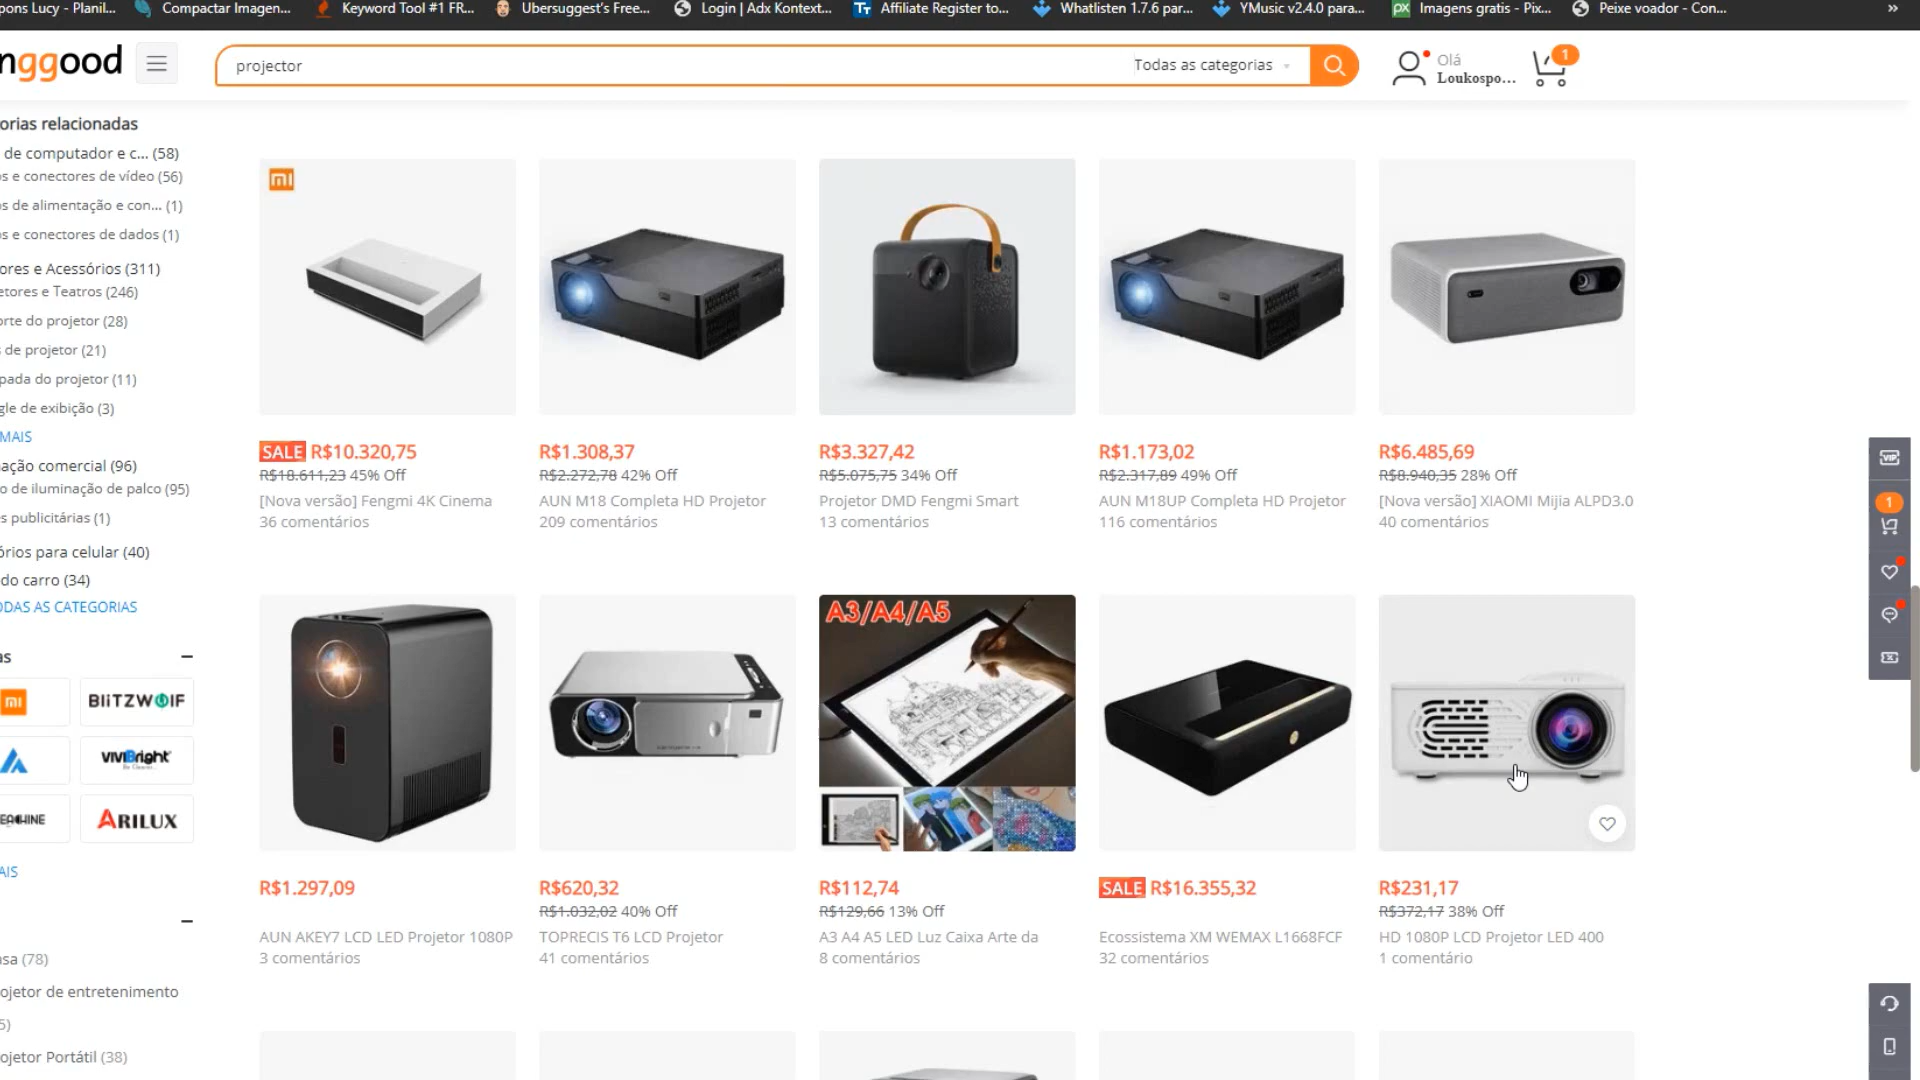 pons Lucy - Planil...
Compactar Imagen...
Keyword Tool #1 FR...
Ubersuggest's Free...
Login | Adx Kontext...
Affiliate Register to...
Whatlisten 1.7.6 par...
YMusic v2.4.0 para...
Imagens gratis - Pix...
Peixe voador - Con...
nggood
projector
Todas as categorias
Olá
Loukospo...
1
orias relacionadas
de computador e c... (58)
s e conectores de vídeo (56)
s de alimentação e con... (1)
s e conectores de dados (1)
ores e Acessórios (311)
etores e Teatros (246)
orte do projetor (28)
s de projetor (21)
pada do projetor (11)
gle de exibição (3)
MAIS
ação comercial (96)
o de iluminação de palco (95)
s publicitárias (1)
órios para celular (40)
do carro (34)
ODAS AS CATEGORIAS
as
mi
BLITZWOLF
VIVIBright
EACHINE
ARILUX
AIS
asa (78)
ojetor de entretenimento
5)
ojetor Portátil (38)
mi
SALE R$10.320,75
R$18.611,23 45% Off
[Nova versão] Fengmi 4K Cinema
36 comentários
R$1.308,37
R$2.272,78 42% Off
AUN M18 Completa HD Projetor
209 comentários
R$3.327,42
R$5.075,75 34% Off
Projetor DMD Fengmi Smart
13 comentários
R$1.173,02
R$2.317,89 49% Off
AUN M18UP Completa HD Projetor
116 comentários
R$6.485,69
R$8.940,35 28% Off
[Nova versão] XIAOMI Mijia ALPD3.0
40 comentários
R$1.297,09
AUN AKEY7 LCD LED Projetor 1080P
3 comentários
R$620,32
R$1.032,02 40% Off
TOPRECIS T6 LCD Projetor
41 comentários
A3/A4/A5
R$112,74
R$129,66 13% Off
A3 A4 A5 LED Luz Caixa Arte da
8 comentários
SALE R$16.355,32
Ecossistema XM WEMAX L1668FCF
32 comentários
R$231,17
R$372,17 38% Off
HD 1080P LCD Projetor LED 400
1 comentário
VIP
1